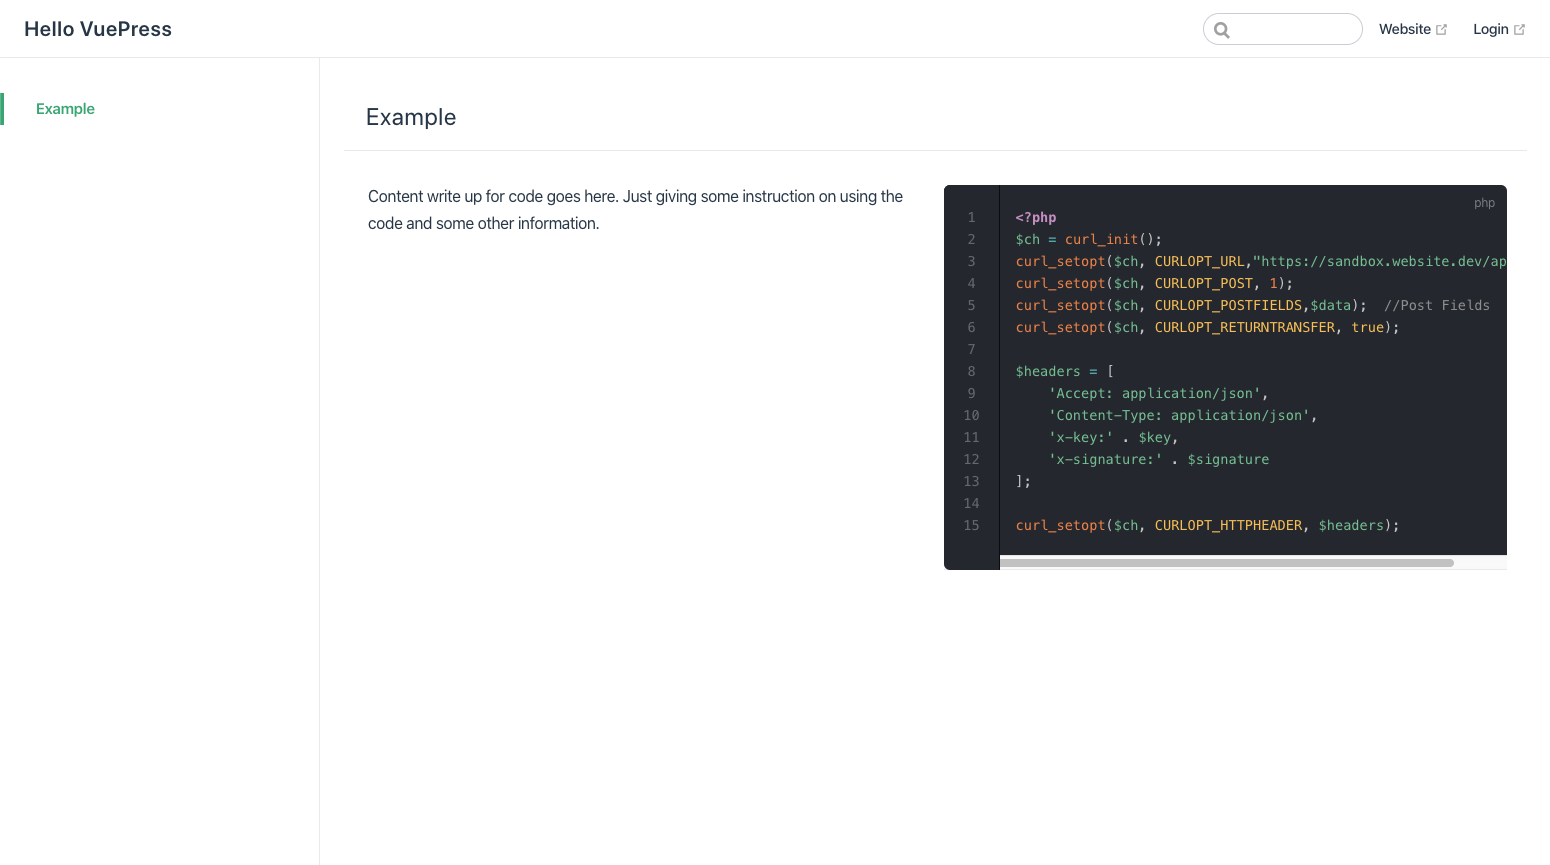 Hello VuePress
Website
Login
Example
Example
Content write up for code goes here. Just giving some instruction on using the
code and some other information.
php
1 <?php
2 $ch = curl_init();
3 curl_setopt($ch, CURLOPT_URL,"https://sandbox.website.dev/ap
4 curl_setopt($ch, CURLOPT_POST, 1);
5 curl_setopt($ch, CURLOPT_POSTFIELDS,$data);  //Post Fields
6 curl_setopt($ch, CURLOPT_RETURNTRANSFER, true);
7
8 $headers = [
9     'Accept: application/json',
10     'Content-Type: application/json',
11     'x-key:' . $key,
12     'x-signature:' . $signature
13 ];
14
15 curl_setopt($ch, CURLOPT_HTTPHEADER, $headers);